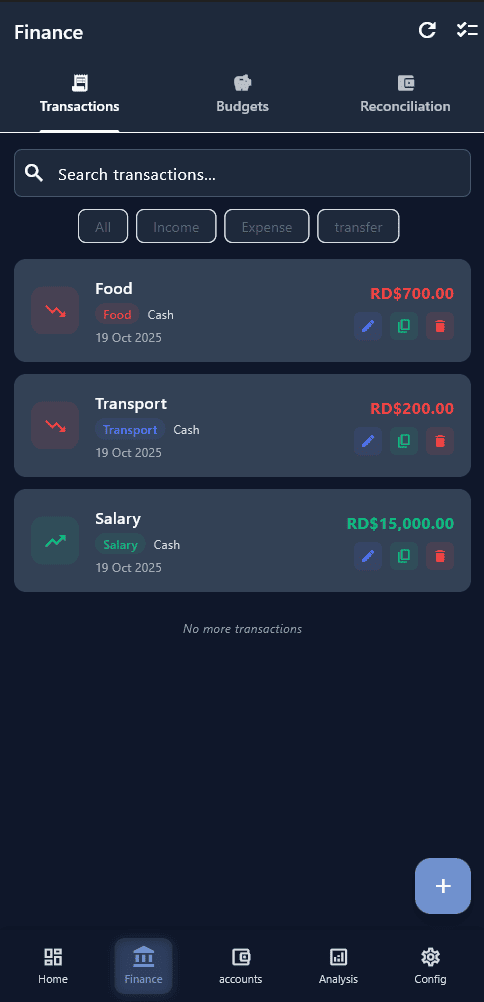 Finance
Transactions Budgets Reconciliation
Search transactions...
All Income Expense transfer
Food
RD$700.00
Food Cash
19 Oct 2025
Transport
RD$200.00
Transport Cash
19 Oct 2025
Salary
RD$15,000.00
Salary Cash
19 Oct 2025
No more transactions
Home Finance accounts Analysis Config